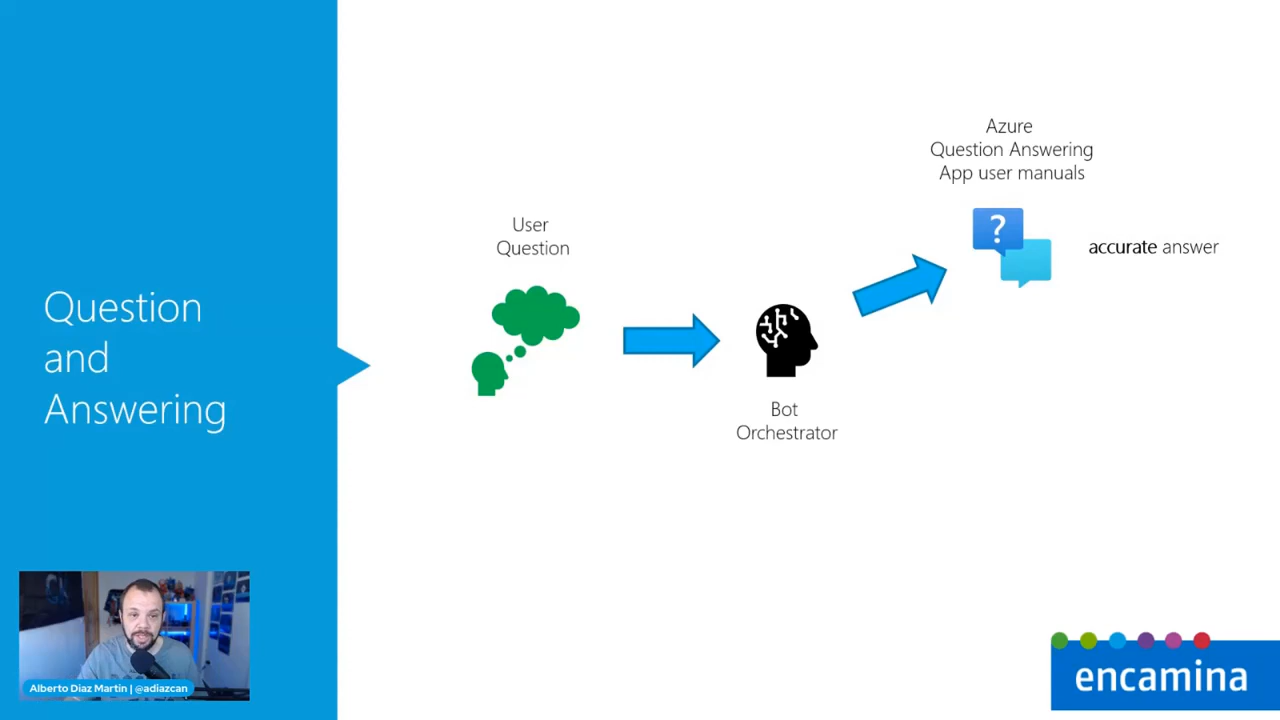 Question
and
Answering
User
Question
Bot
Orchestrator
Azure
Question Answering
App user manuals
?
accurate answer
Alberto Diaz Martin | @adiazcan
encamina